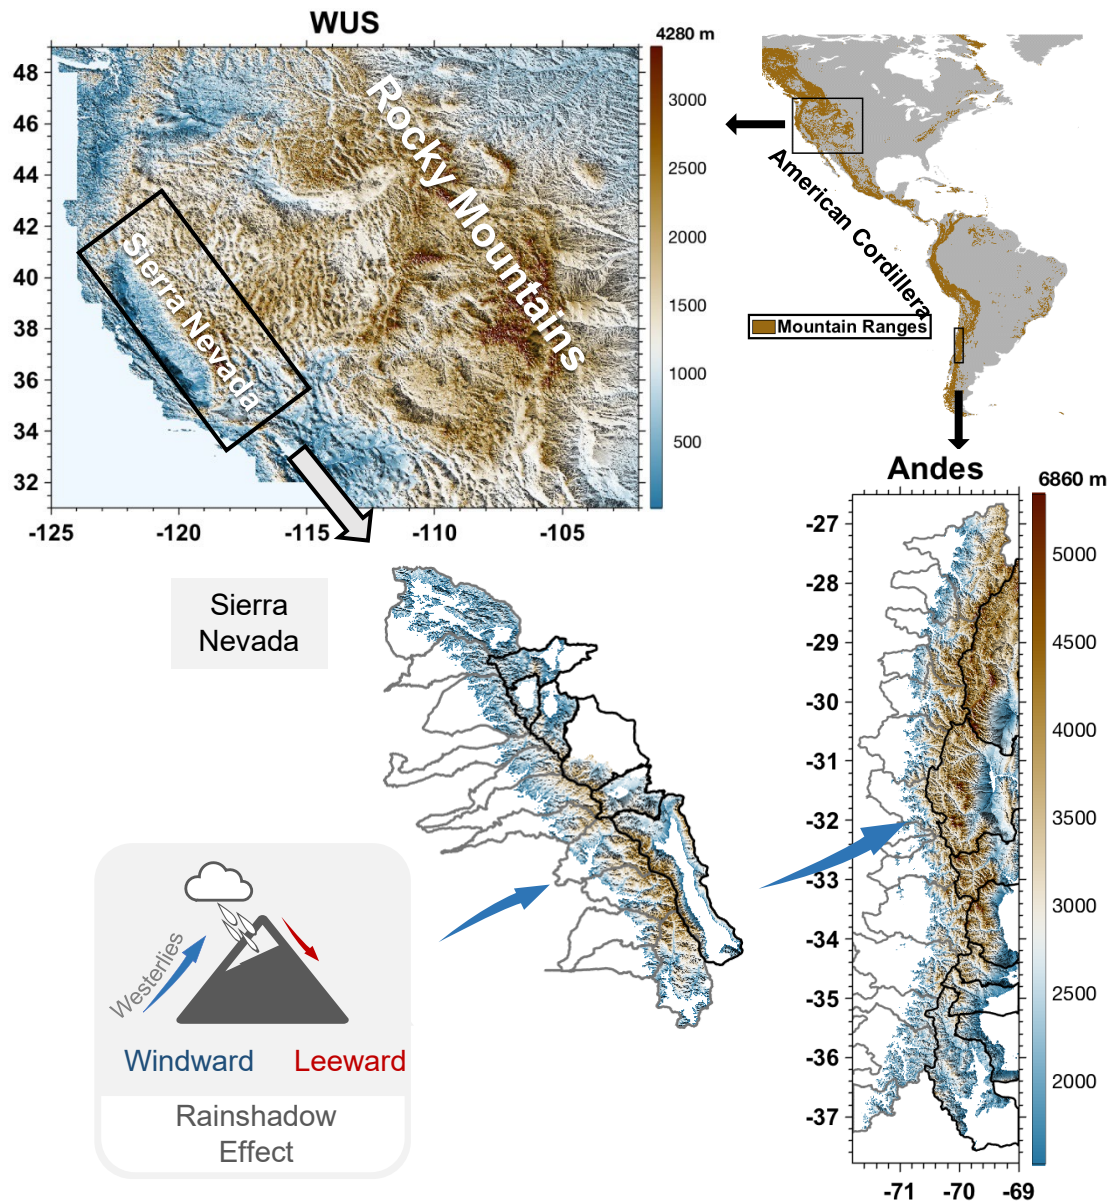 WUS
4280 m
48
46
44
42
40
38
36
34
32
-125
-120
-115
-110
-105
3000
2500
2000
1500
1000
500
Rocky Mountains
Sierra Nevada
American Cordillera
Mountain Ranges
Andes
6860 m
-27
-28
-29
-30
-31
-32
-33
-34
-35
-36
-37
-71
-70
-69
5000
4500
4000
3500
3000
2500
2000
Sierra
Nevada
Westerlies
Windward
Leeward
Rainshadow
Effect